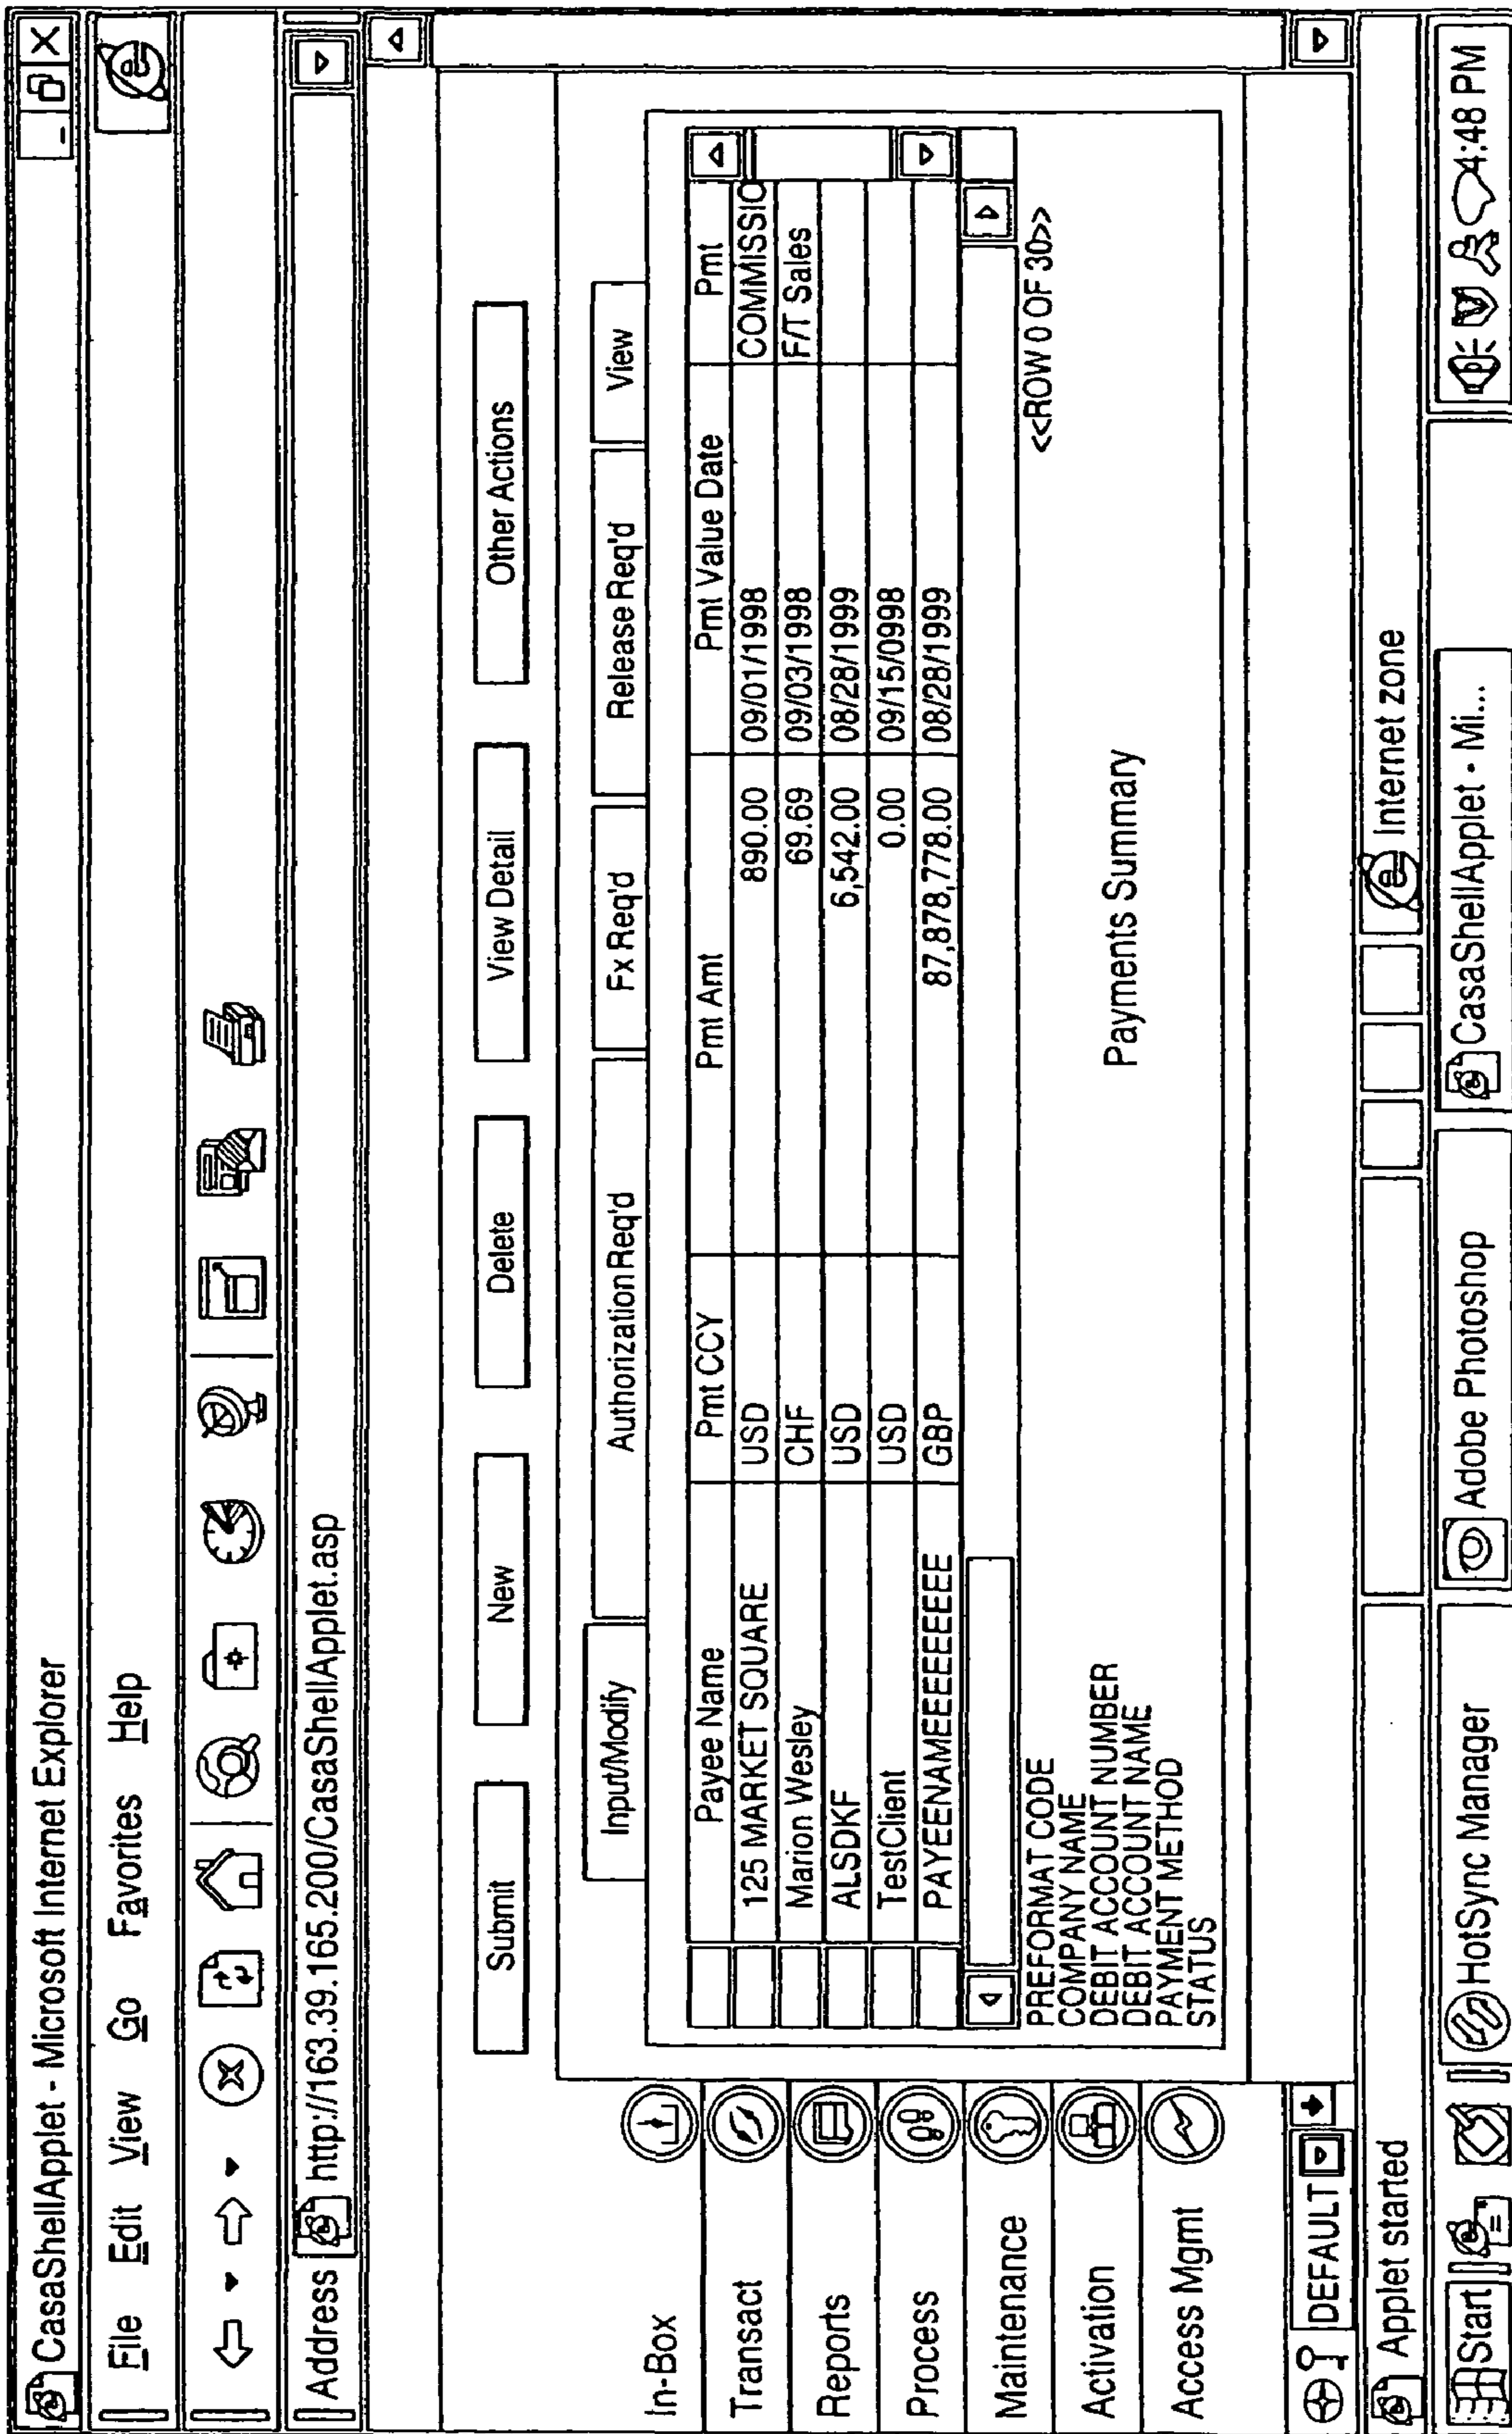 CasaShellApplet - Microsoft Internet Explorer
File Edit View Go Favorites Help
Address http://163.39.165.200/CasaShellApplet.asp
Submit New Delete View Detail Other Actions
Input/Modify AuthorizationReq'd Fx Req'd Release Req'd View
Payee Name Pmt CCY Pmt Amt Pmt Value Date Pmt
125 MARKET SQUARE USD 890.00 09/01/1998 COMMISSIO
Marion Wesley CHF 69.69 09/03/1998 F/T Sales
ALSDKF USD 6,542.00 08/28/1999
TestClient USD 0.00 09/15/0998
PAYEENAMEEEEEEEEE GBP 87,878,778.00 08/28/1999
<<ROW 0 OF 30>>
PREFORMAT CODE
COMPANY NAME
DEBIT ACCOUNT NUMBER
DEBIT ACCOUNT NAME
PAYMENT METHOD
STATUS
Payments Summary
In-Box
Transact
Reports
Process
Maintenance
Activation
Access Mgmt
DEFAULT
Applet started
Internet zone
Start HotSync Manager Adobe Photoshop CasaShellApplet - Mi... 4:48 PM